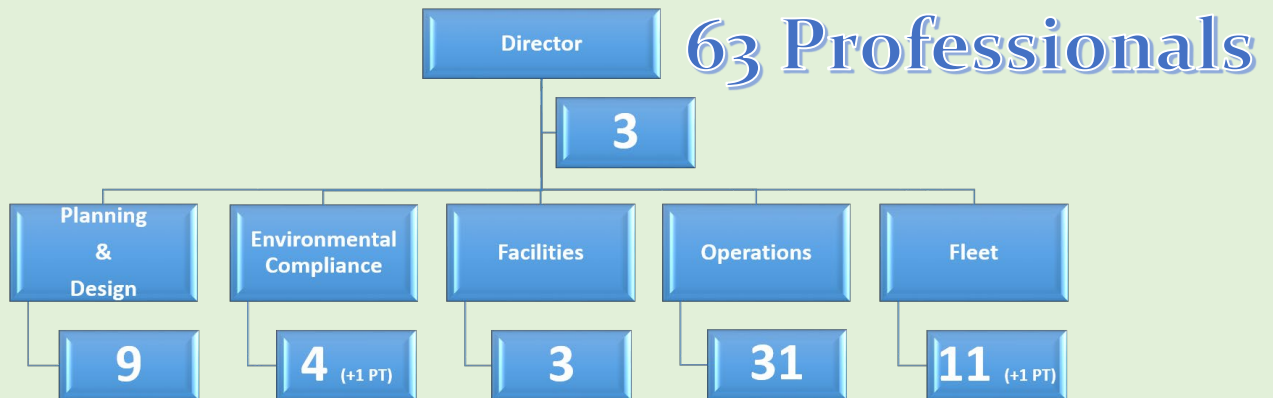 Director
63 Professionals
3
Planning
&
Design
Environmental
Compliance
Facilities
Operations
Fleet
9
4 (+1 PT)
3
31
11 (+1 PT)